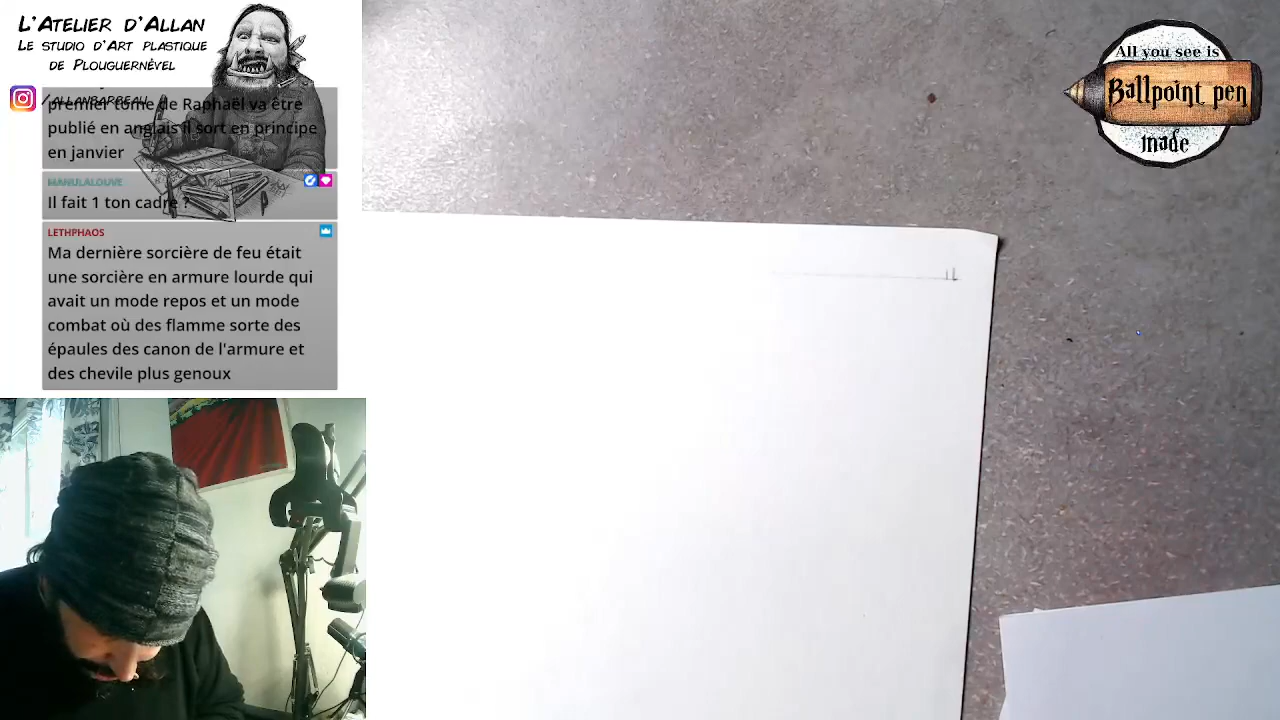 L'Atelier d'Allan
Le studio d'Art plastique
de Plouguernével
/allanbarbeau
premier tome de Raphaël va être
publié en anglais il sort en principe
en janvier
MANULALOUVE
Il fait 1 ton cadre ?
LETHPHAOS
Ma dernière sorcière de feu était
une sorcière en armure lourde qui
avait un mode repos et un mode
combat où des flamme sorte des
épaules des canon de l'armure et
des chevile plus genoux
All you see is
Ballpoint pen
made